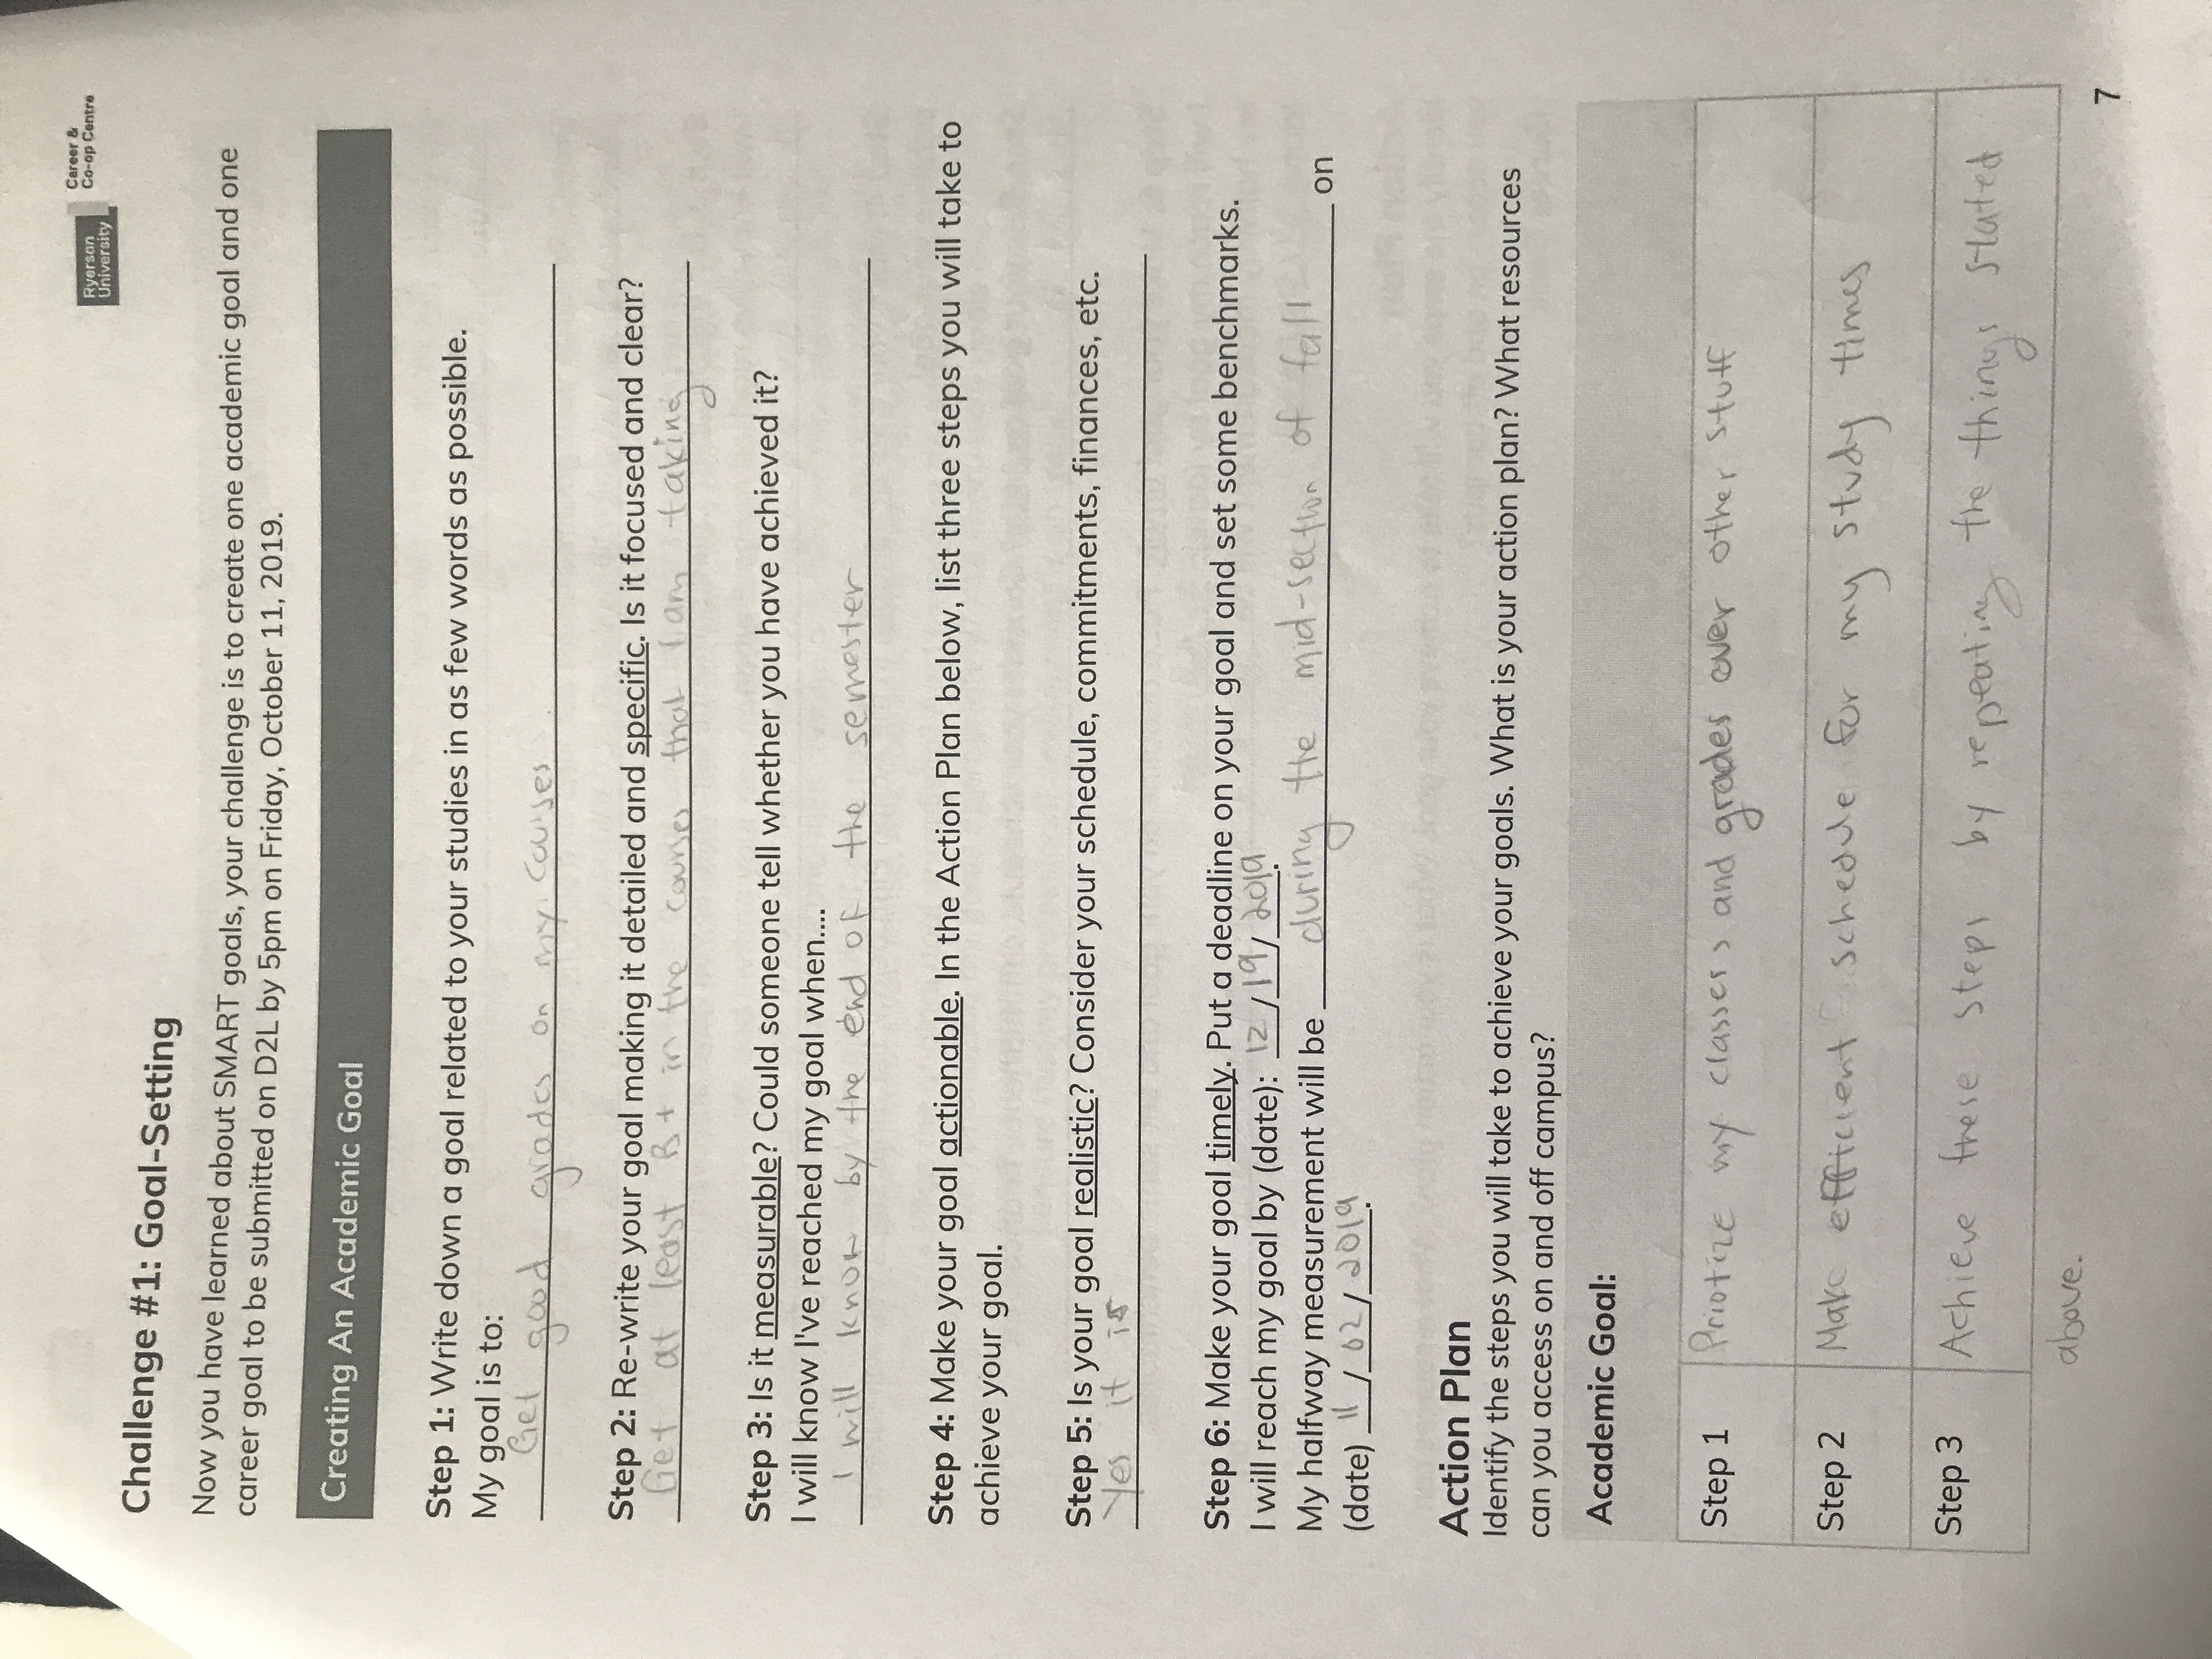 Ryerson
University
Career &
Co-op Centre
Challenge #1: Goal-Setting
Now you have learned about SMART goals, your challenge is to create one academic goal and one
career goal to be submitted on D2L by 5pm on Friday, October 11, 2019.
Creating An Academic Goal
Step 1: Write down a goal related to your studies in as few words as possible.
My goal is to:
Get good grades on my courses
Step 2: Re-write your goal making it detailed and specific. Is it focused and clear?
Get at least B+ in the courses that I am taking
Step 3: Is it measurable? Could someone tell whether you have achieved it?
I will know I've reached my goal when....
I will know by the end of the semester
Step 4: Make your goal actionable. In the Action Plan below, list three steps you will take to
achieve your goal.
Step 5: Is your goal realistic? Consider your schedule, commitments, finances, etc.
Yes it is
Step 6: Make your goal timely. Put a deadline on your goal and set some benchmarks.
I will reach my goal by (date): 12/19/2019.
My halfway measurement will be during the mid-section of fall on
(date) 11/02/2019.
Action Plan
Identify the steps you will take to achieve your goals. What is your action plan? What resources
can you access on and off campus?
Academic Goal:
Step 1 Priotize my classes, and grades over other stuff
Step 2 Make efficient schedule for my study times
Step 3 Achieve these steps by repeating the things stated
above.
7